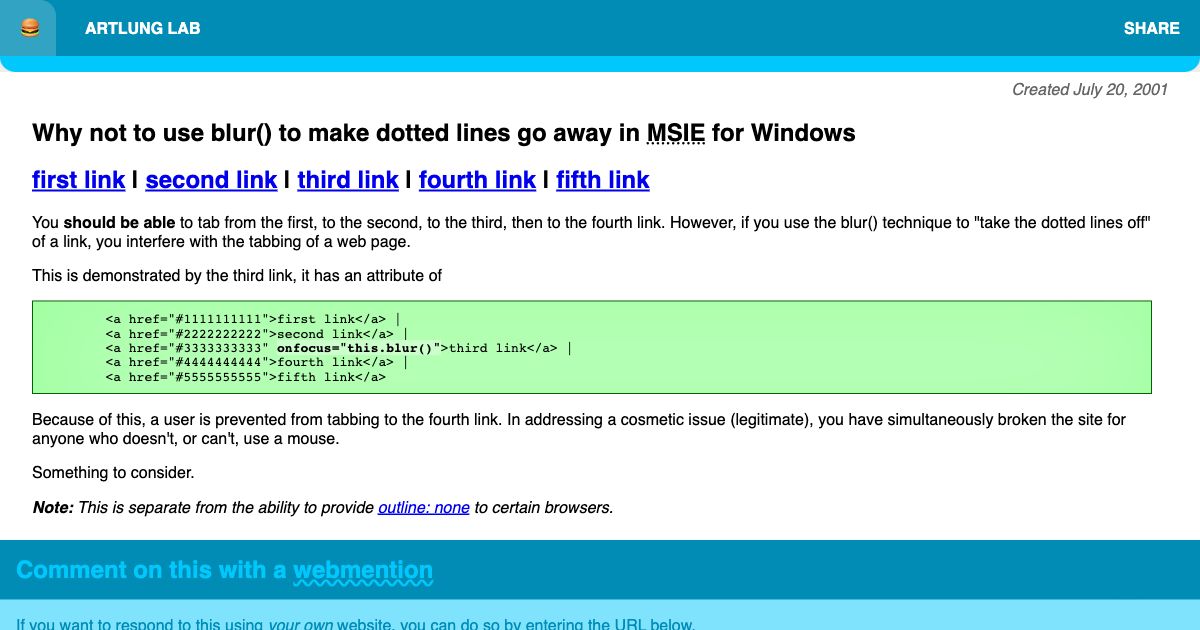 ARTLUNG LAB
SHARE
Created July 20, 2001
Why not to use blur() to make dotted lines go away in MSIE for Windows
first link | second link | third link | fourth link | fifth link
You should be able to tab from the first, to the second, to the third, then to the fourth link. However, if you use the blur() technique to "take the dotted lines off"
of a link, you interfere with the tabbing of a web page.
This is demonstrated by the third link, it has an attribute of
<a href="#1111111111">first link</a> |
<a href="#2222222222">second link</a> |
<a href="#3333333333" onfocus="this.blur()">third link</a> |
<a href="#4444444444">fourth link</a> |
<a href="#5555555555">fifth link</a>
Because of this, a user is prevented from tabbing to the fourth link. In addressing a cosmetic issue (legitimate), you have simultaneously broken the site for
anyone who doesn't, or can't, use a mouse.
Something to consider.
Note: This is separate from the ability to provide outline: none to certain browsers.
Comment on this with a webmention
If you want to respond to this using your own website, you can do so by entering the URL below.